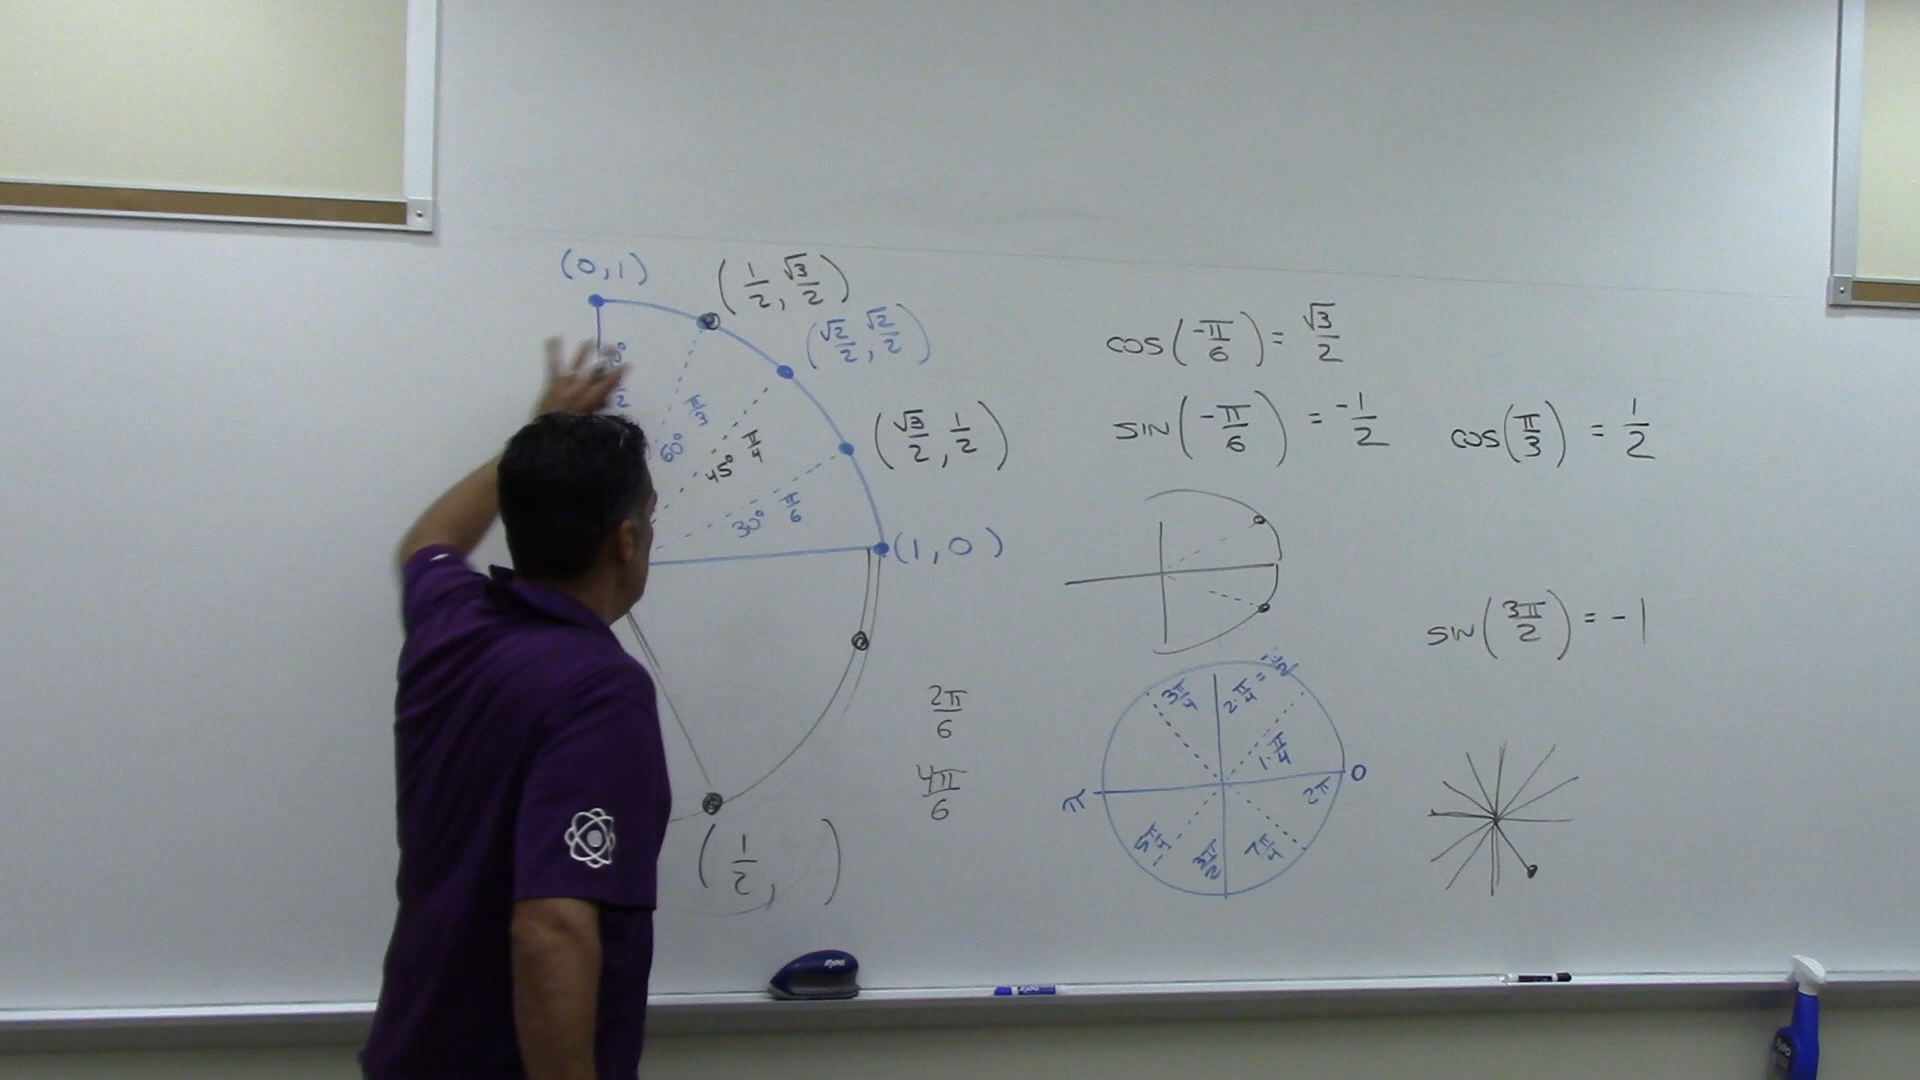 (0,1)
(1/2, √3/2)
(√2/2, √2/2)
(√3/2, 1/2)
(1,0)
60° π/3
45° π/4
30° π/6
(1/2, )
2π/6
4π/6
cos(-π/6) = √3/2
sin(-π/6) = -1/2
cos(π/3) = 1/2
sin(3π/2) = -1
3π/4
2·π/4 =
1·π/4
0
2π
π
5π/4
3π/2
7π/4
expo